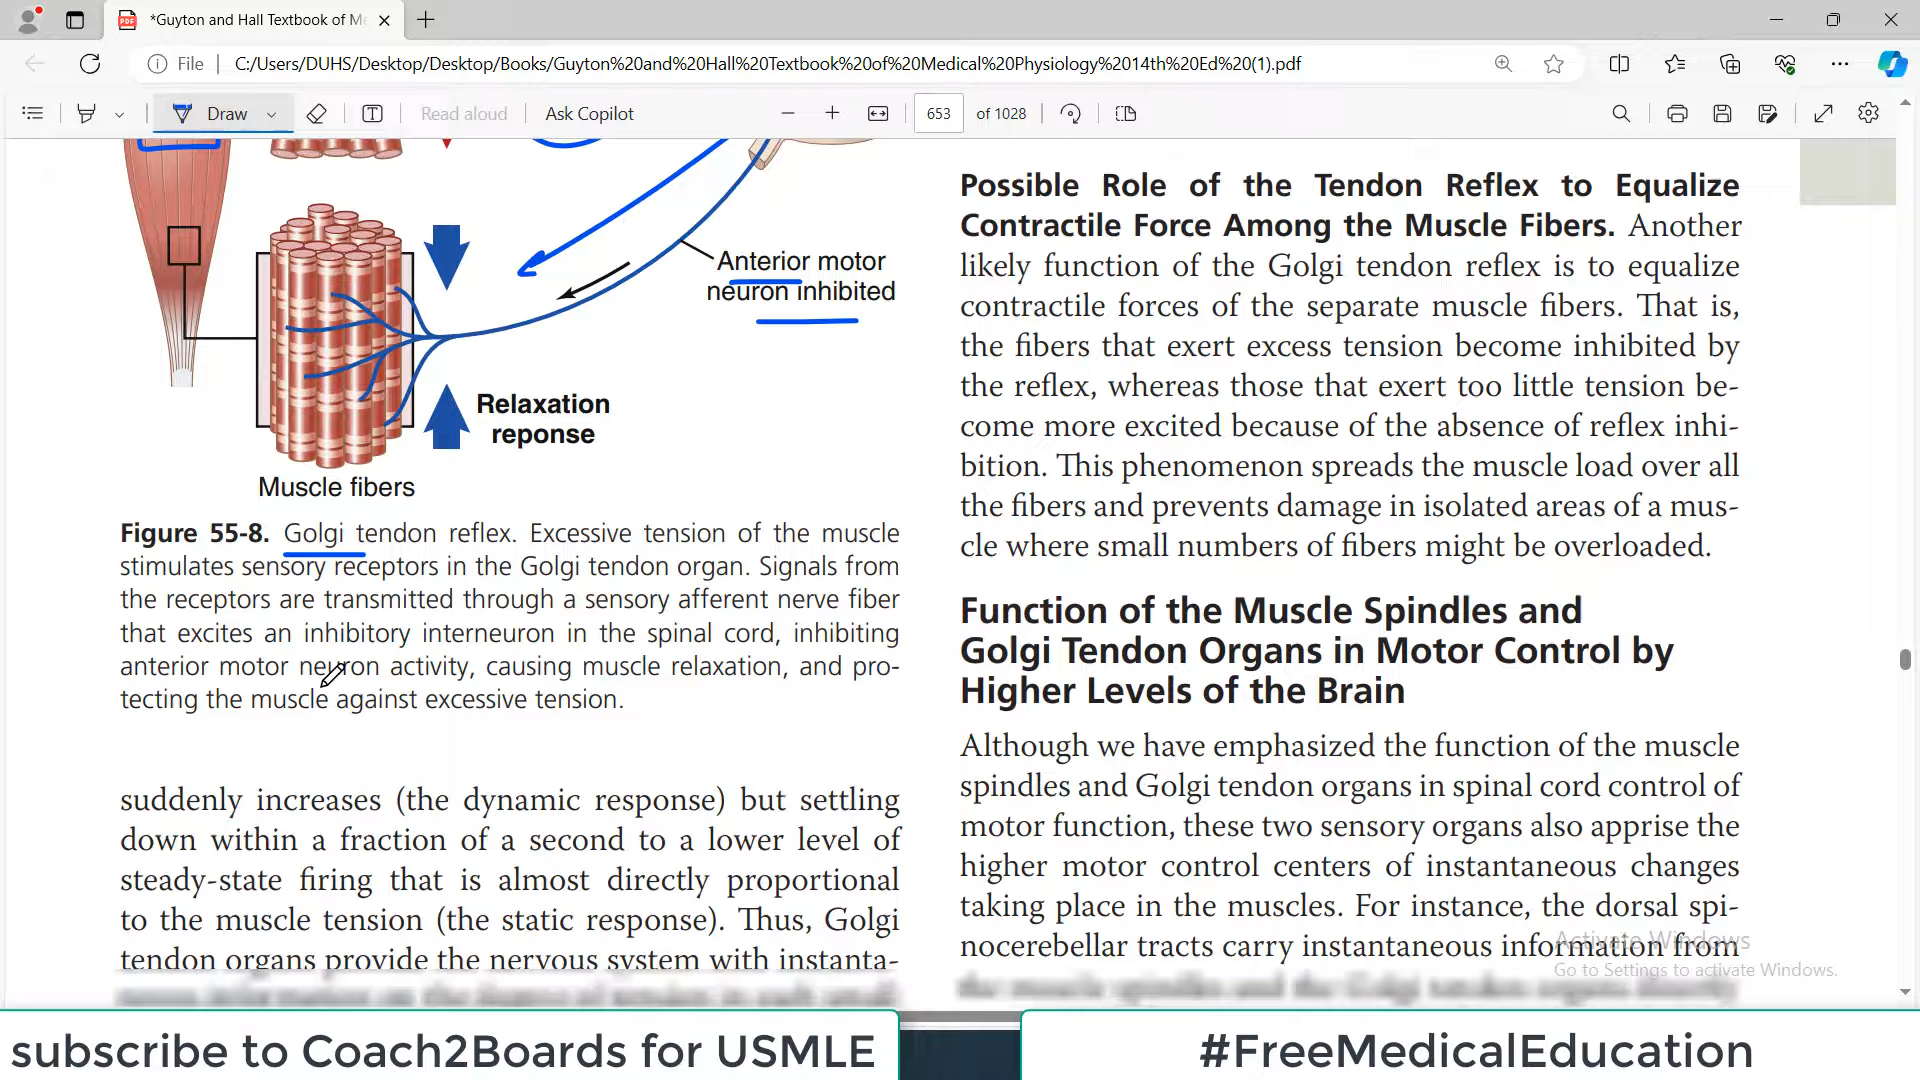 *Guyton and Hall Textbook of Me
File
C:/Users/DUHS/Desktop/Desktop/Books/Guyton%20and%20Hall%20Textbook%20of%20Medical%20Physiology%2014th%20Ed%20(1).pdf
Draw
Read aloud
Ask Copilot
653
of 1028
Anterior motor
neuron inhibited
Relaxation
reponse
Muscle fibers
Figure 55-8. Golgi tendon reflex. Excessive tension of the muscle
stimulates sensory receptors in the Golgi tendon organ. Signals from
the receptors are transmitted through a sensory afferent nerve fiber
that excites an inhibitory interneuron in the spinal cord, inhibiting
anterior motor neuron activity, causing muscle relaxation, and pro-
tecting the muscle against excessive tension.
suddenly increases (the dynamic response) but settling
down within a fraction of a second to a lower level of
steady-state firing that is almost directly proportional
to the muscle tension (the static response). Thus, Golgi
tendon organs provide the nervous system with instanta-
Possible Role of the Tendon Reflex to Equalize
Contractile Force Among the Muscle Fibers. Another
likely function of the Golgi tendon reflex is to equalize
contractile forces of the separate muscle fibers. That is,
the fibers that exert excess tension become inhibited by
the reflex, whereas those that exert too little tension be-
come more excited because of the absence of reflex inhi-
bition. This phenomenon spreads the muscle load over all
the fibers and prevents damage in isolated areas of a mus-
cle where small numbers of fibers might be overloaded.
Function of the Muscle Spindles and
Golgi Tendon Organs in Motor Control by
Higher Levels of the Brain
Although we have emphasized the function of the muscle
spindles and Golgi tendon organs in spinal cord control of
motor function, these two sensory organs also apprise the
higher motor control centers of instantaneous changes
taking place in the muscles. For instance, the dorsal spi-
nocerebellar tracts carry instantaneous information from
the muscle spindles and the Golgi tendon organs directly
Activate Windows
Go to Settings to activate Windows.
subscribe to Coach2Boards for USMLE
#FreeMedicalEducation